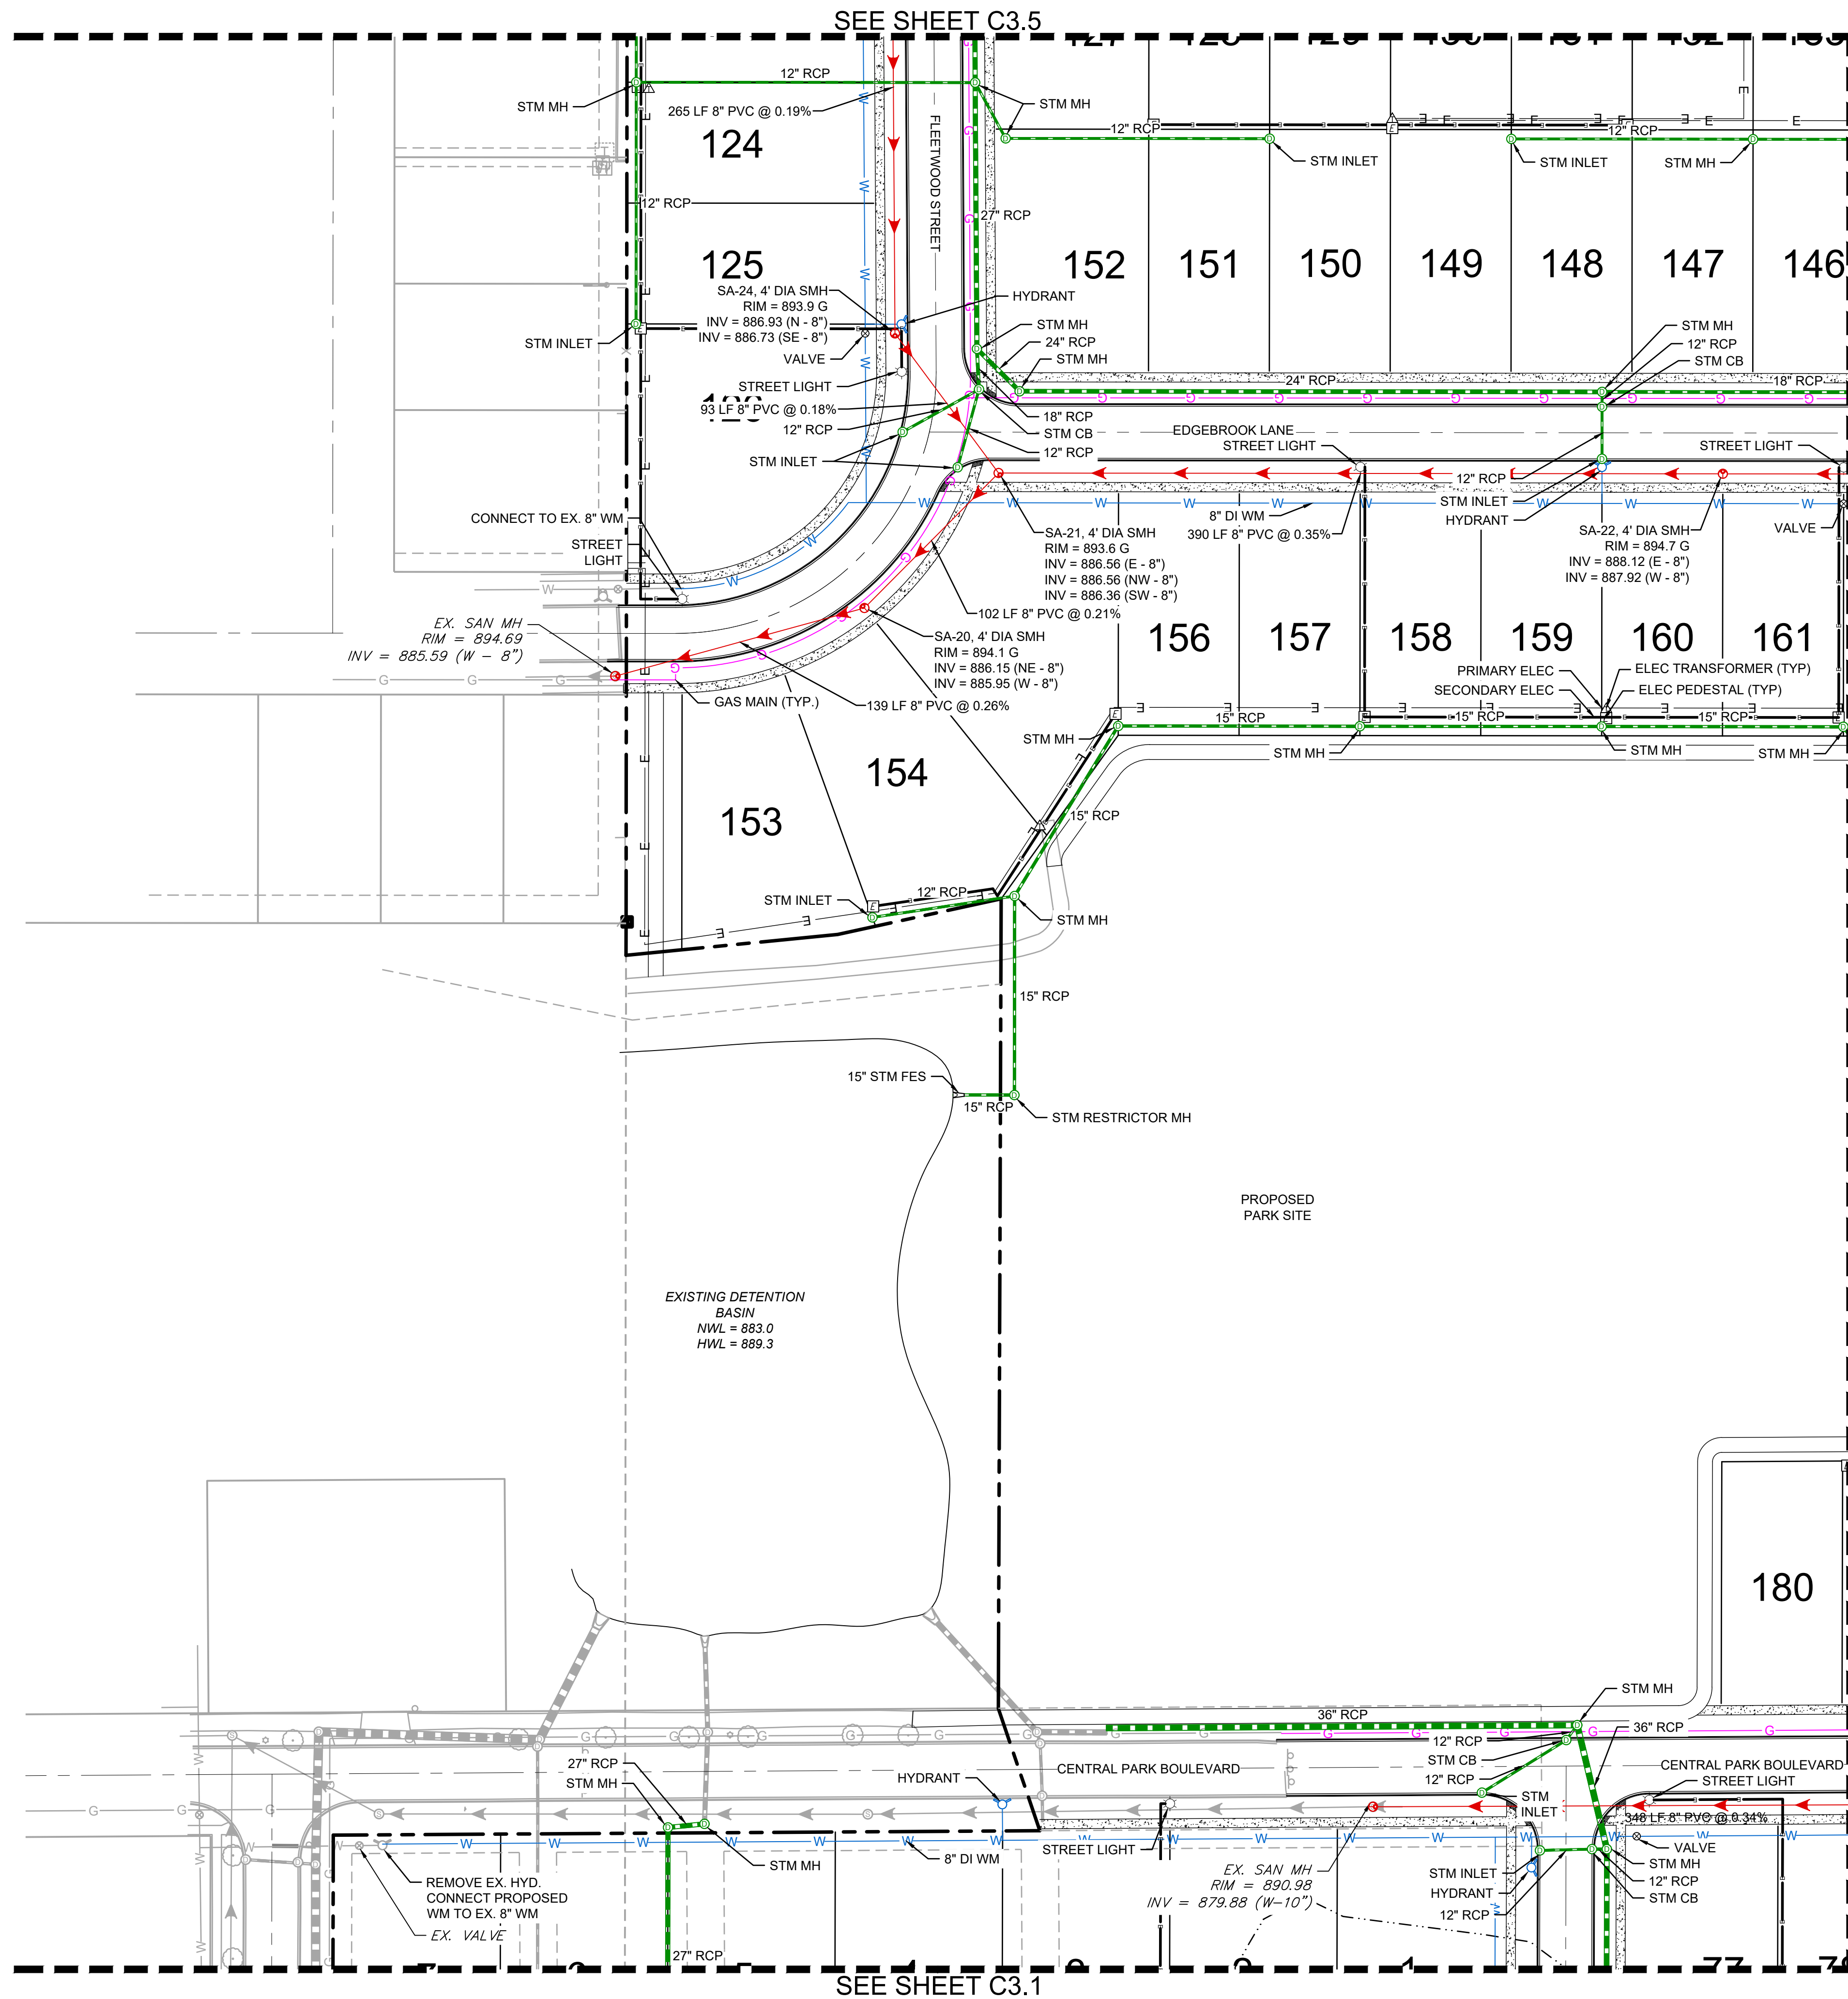 SEE SHEET C3.5
12" RCP
STM MH
265 LF 8" PVC @ 0.19%
STM MH
12" RCP
12" RCP
124
FLEETWOOD STREET
STM INLET
STM INLET
STM MH
12" RCP
27" RCP
125
152
151
150
149
148
147
146
SA-24, 4' DIA SMH
RIM = 893.9 G
INV = 886.93 (N - 8")
INV = 886.73 (SE - 8")
HYDRANT
STM INLET
VALVE
STM MH
24" RCP
STM MH
STM MH
12" RCP
STM CB
STREET LIGHT
24" RCP
18" RCP
93 LF 8" PVC @ 0.18%
12" RCP
18" RCP
STM CB
12" RCP
EDGEBROOK LANE
STREET LIGHT
STREET LIGHT
STM INLET
12" RCP
STM INLET
HYDRANT
CONNECT TO EX. 8" WM
STREET
LIGHT
8" DI WM
390 LF 8" PVC @ 0.35%
SA-21, 4' DIA SMH
RIM = 893.6 G
INV = 886.56 (E - 8")
INV = 886.56 (NW - 8")
INV = 886.36 (SW - 8")
SA-22, 4' DIA SMH
RIM = 894.7 G
INV = 888.12 (E - 8")
INV = 887.92 (W - 8")
VALVE
102 LF 8" PVC @ 0.21%
EX. SAN MH
RIM = 894.69
INV = 885.59 (W - 8")
SA-20, 4' DIA SMH
RIM = 894.1 G
INV = 886.15 (NE - 8")
INV = 885.95 (W - 8")
156
157
158
159
160
161
PRIMARY ELEC
SECONDARY ELEC
ELEC TRANSFORMER (TYP)
ELEC PEDESTAL (TYP)
GAS MAIN (TYP.)
139 LF 8" PVC @ 0.26%
15" RCP
15" RCP
15" RCP
STM MH
STM MH
STM MH
STM MH
154
153
15" RCP
STM INLET
12" RCP
STM MH
15" RCP
15" STM FES
15" RCP
STM RESTRICTOR MH
PROPOSED
PARK SITE
EXISTING DETENTION
BASIN
NWL = 883.0
HWL = 889.3
180
STM MH
36" RCP
36" RCP
12" RCP
STM CB
27" RCP
STM MH
HYDRANT
CENTRAL PARK BOULEVARD
12" RCP
CENTRAL PARK BOULEVARD
STREET LIGHT
STM
INLET
348 LF 8" PVC @ 0.34%
STM MH
8" DI WM
STREET LIGHT
VALVE
STM MH
12" RCP
STM CB
REMOVE EX. HYD.
CONNECT PROPOSED
WM TO EX. 8" WM
EX. VALVE
EX. SAN MH
RIM = 890.98
INV = 879.88 (W-10")
STM INLET
HYDRANT
12" RCP
27" RCP
SEE SHEET C3.1